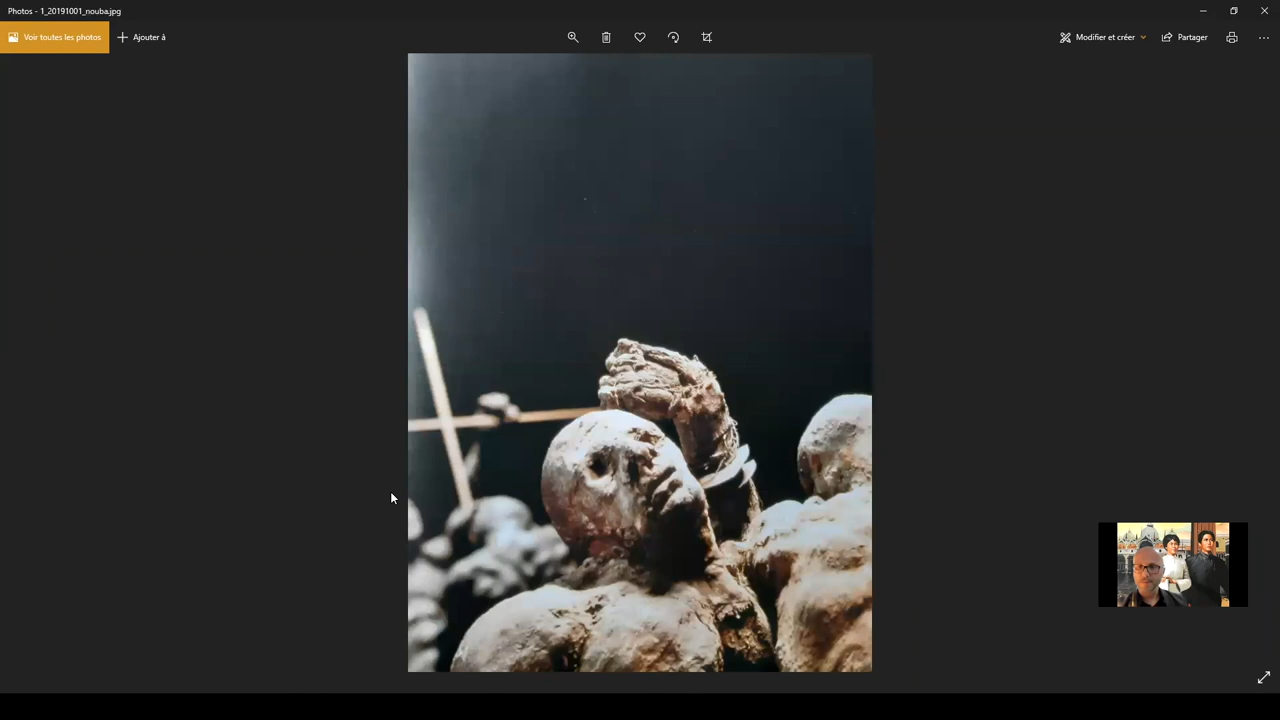 Photos - 1_20191001_nouba.jpg
Voir toutes les photos
Ajouter à
Modifier et créer
Partager